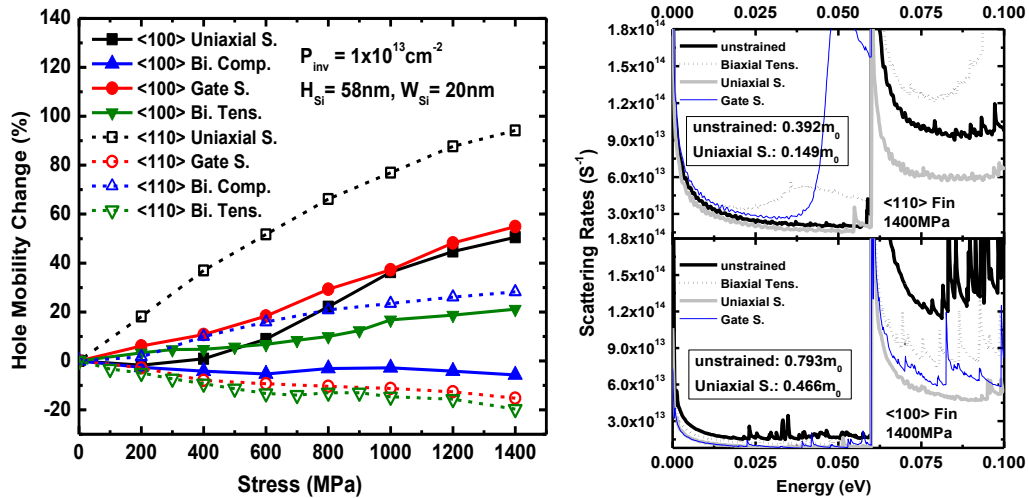 Hole Mobility Change (%)
140
130
120
100
80
60
40
20
0
-20
<100> Uniaxial S.
<100> Bi. Comp.
<100> Gate S.
<100> Bi. Tens.
<110> Uniaxial S.
<110> Gate S.
<110> Bi. Comp.
<110> Bi. Tens.
P_inv = 1x10^13 cm^-2
H_Si= 58nm, W_Si= 20nm
0 200 400 600 800 1000 1200 1400
Stress (MPa)
Scattering Rates (S^-1)
0.000 0.025 0.050 0.075 0.100
1.8x10^14
1.5x10^14
1.2x10^14
9.0x10^13
6.0x10^13
3.0x10^13
unstrained
Biaxial Tens.
Uniaxial S.
Gate S.
unstrained: 0.392m_0
Uniaxial S.: 0.149m_0
<110> Fin
1400MPa
1.8x10^14
1.5x10^14
1.2x10^14
9.0x10^13
6.0x10^13
3.0x10^13
unstrained
Biaxial Tens.
Uniaxial S.
Gate S.
unstrained: 0.793m_0
Uniaxial S.: 0.466m_0
<100> Fin
1400MPa
0.000 0.025 0.050 0.075 0.100
Energy (eV)